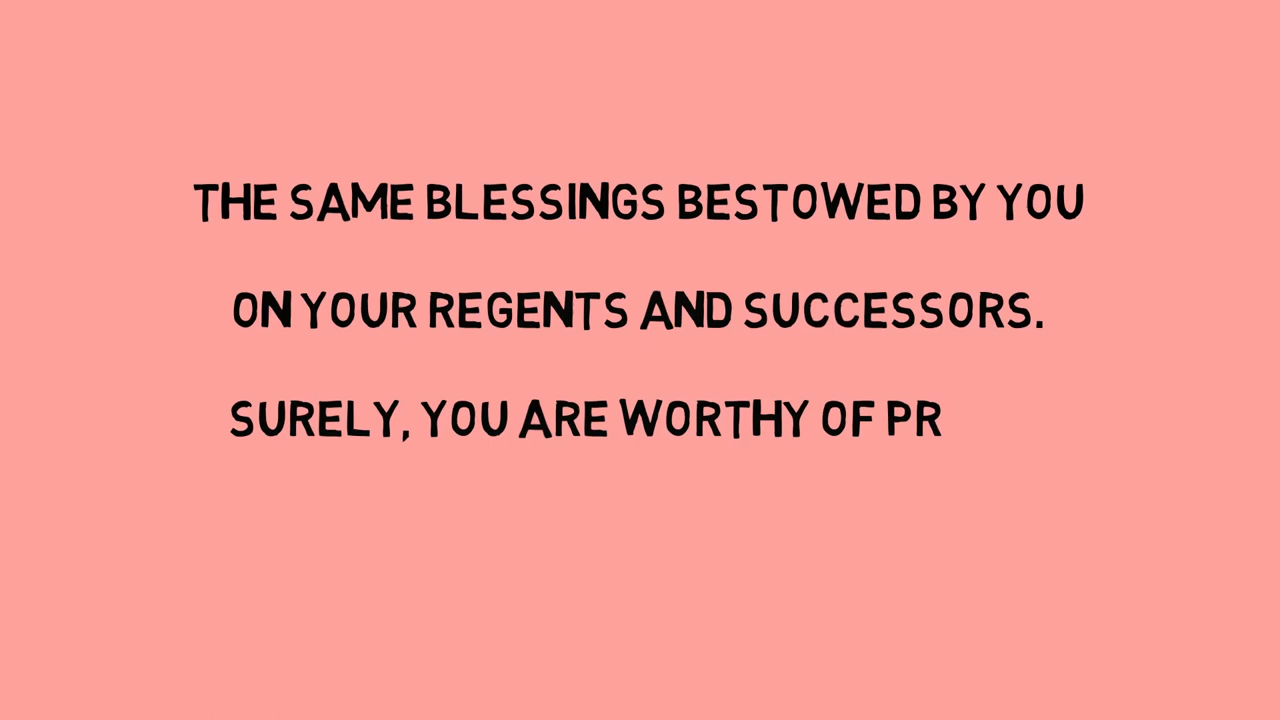 THE SAME BLESSINGS BESTOWED BY YOU
ON YOUR REGENTS AND SUCCESSORS.
SURELY, YOU ARE WORTHY OF PR